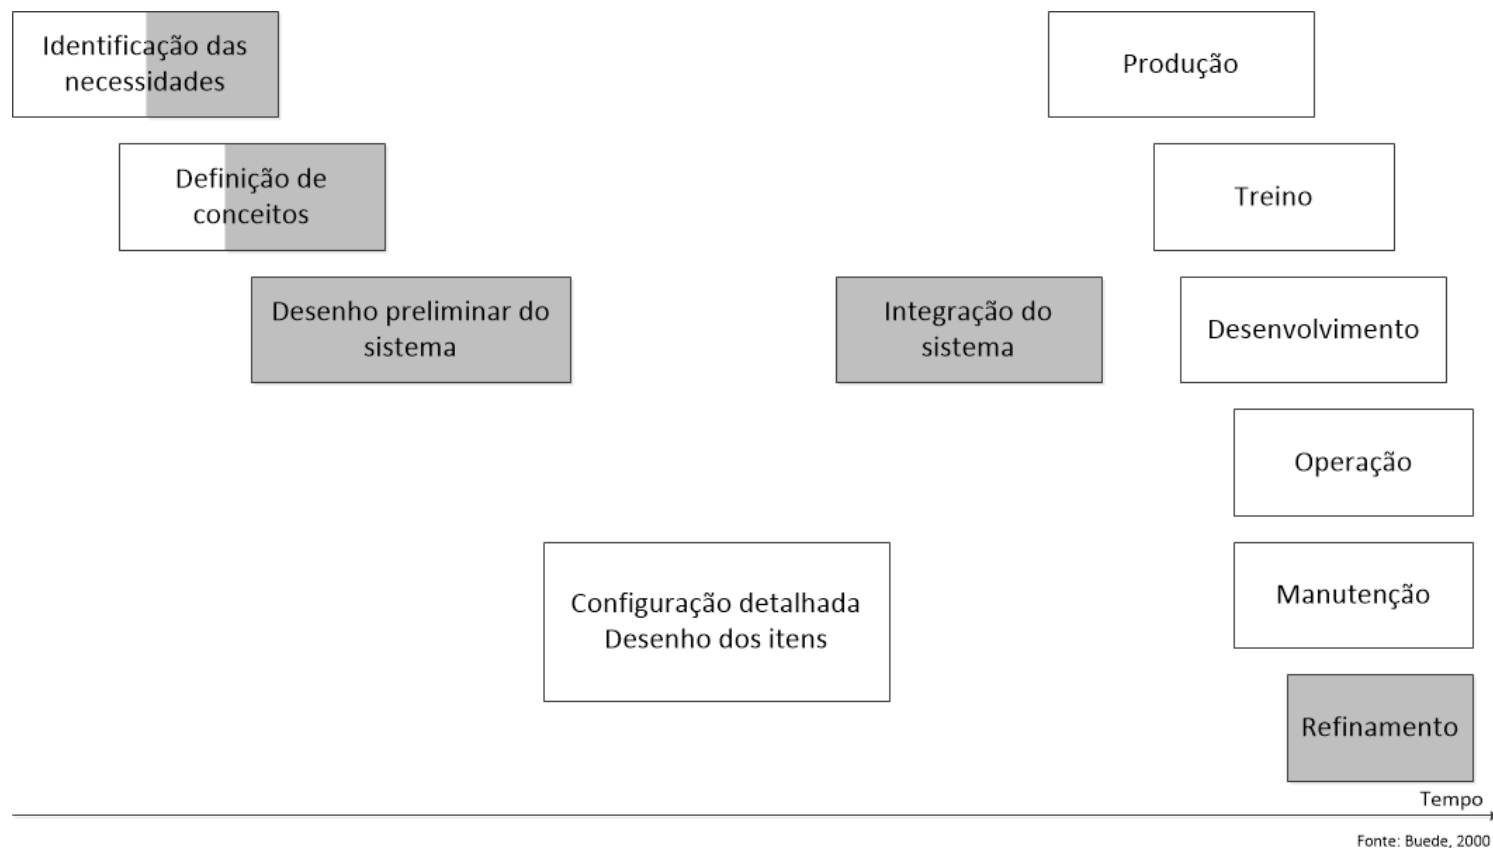 Identificação das
necessidades
Produção
Definição de
conceitos
Treino
Desenho preliminar do
sistema
Integração do
sistema
Desenvolvimento
Operação
Configuração detalhada
Desenho dos itens
Manutenção
Refinamento
Tempo
Fonte: Buede, 2000